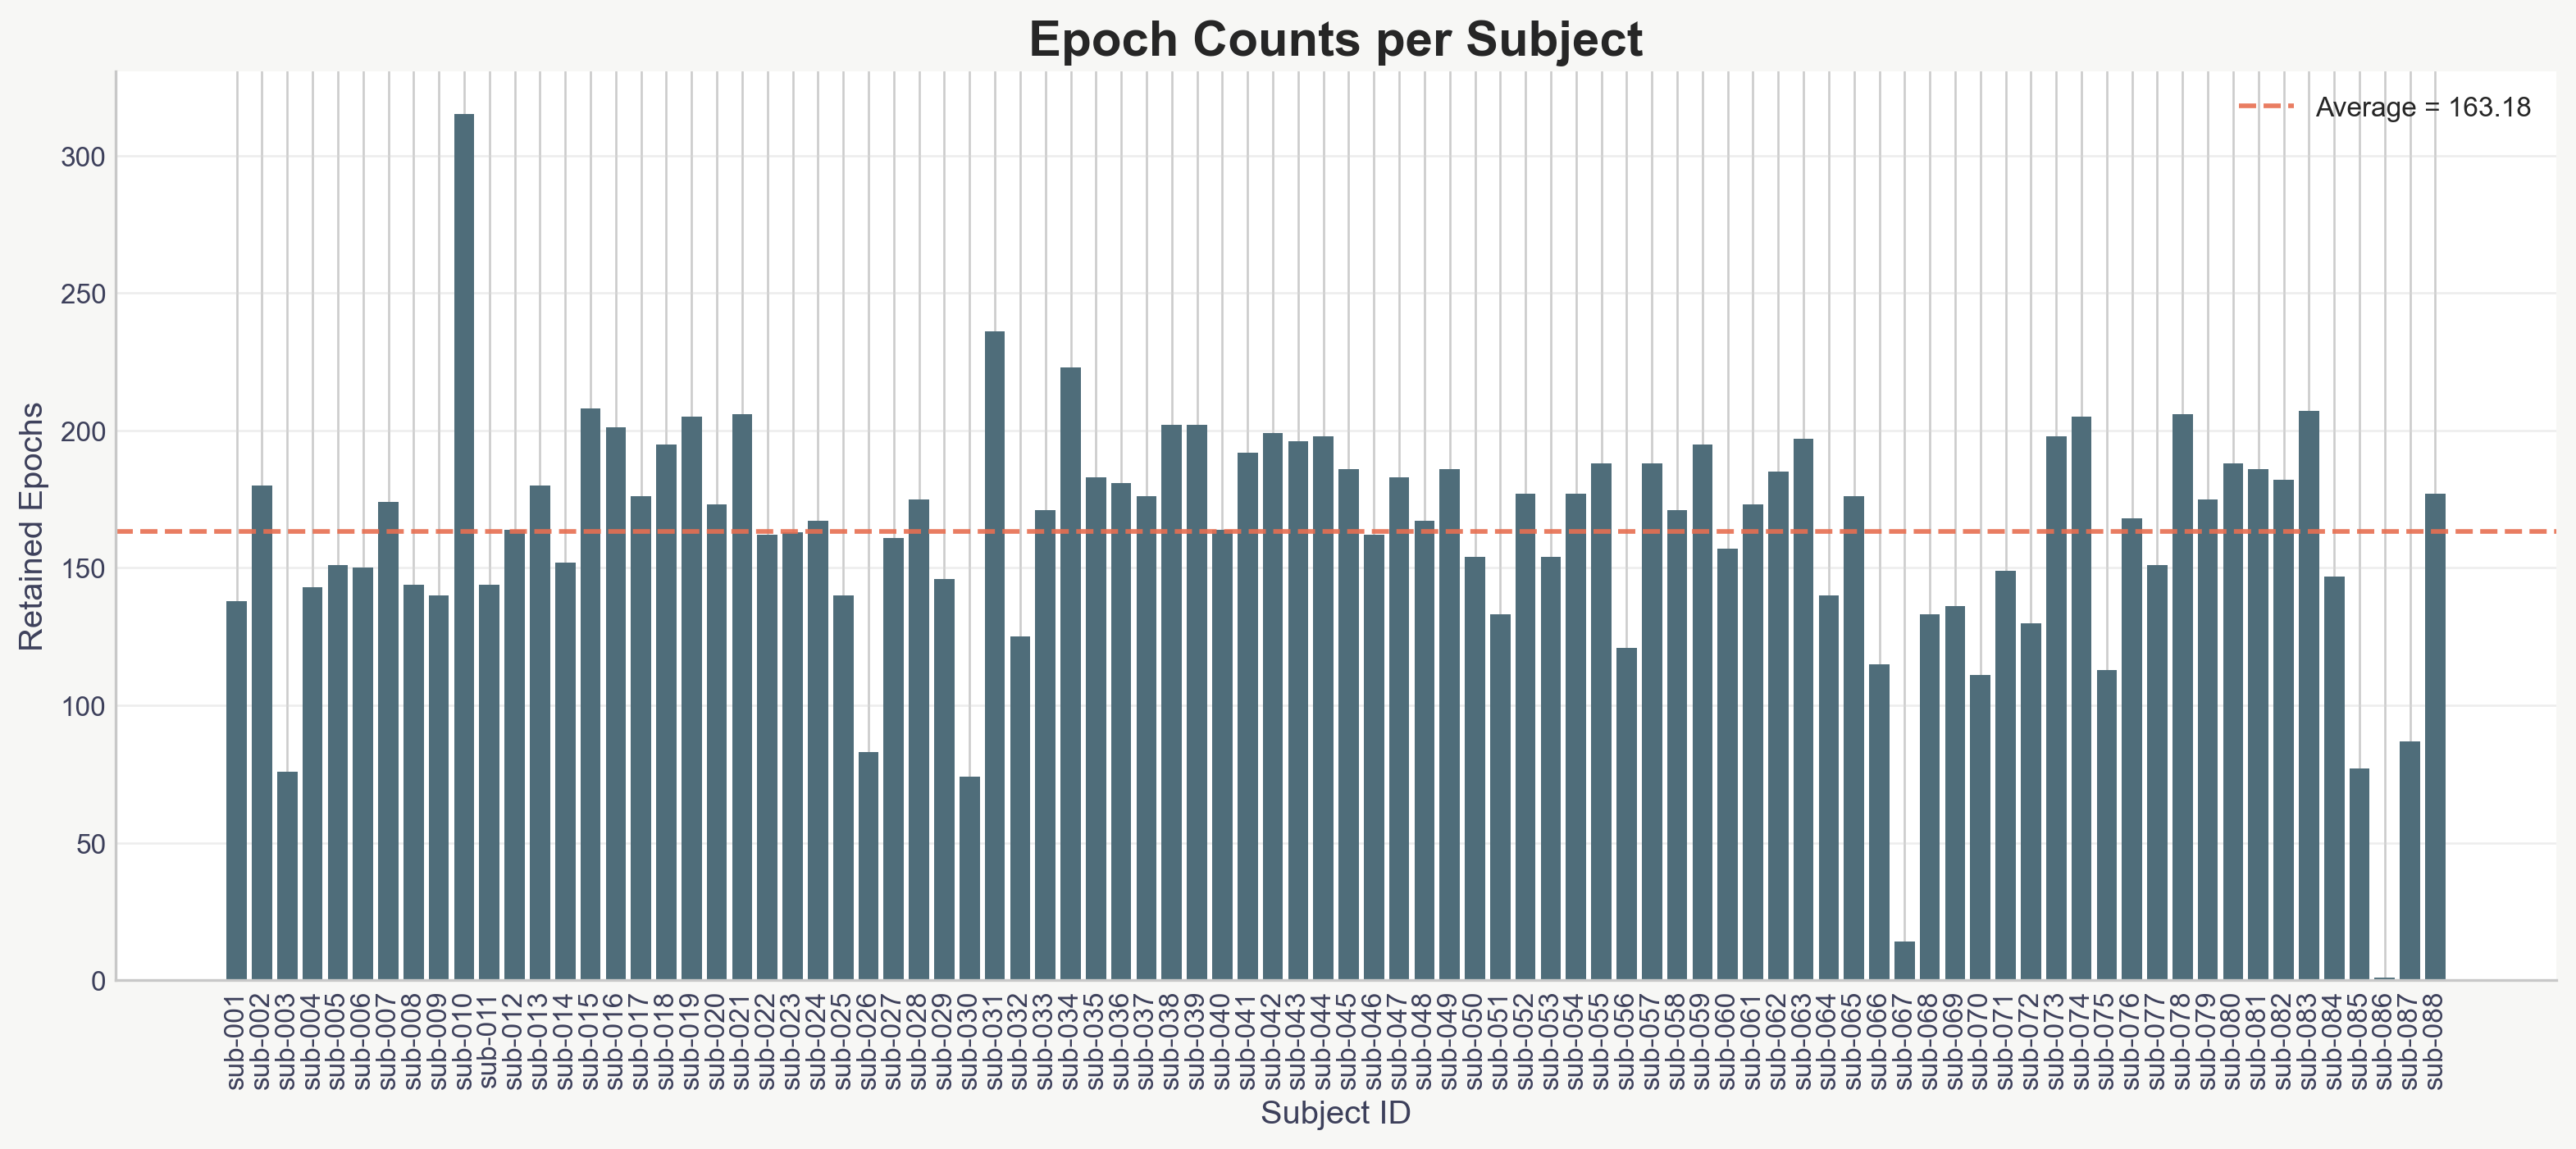 Epoch Counts per Subject
Average = 163.18
Retained Epochs
300
250
200
150
100
50
0
sub-001
sub-002
sub-003
sub-004
sub-005
sub-006
sub-007
sub-008
sub-009
sub-010
sub-011
sub-012
sub-013
sub-014
sub-015
sub-016
sub-017
sub-018
sub-019
sub-020
sub-021
sub-022
sub-023
sub-024
sub-025
sub-026
sub-027
sub-028
sub-029
sub-030
sub-031
sub-032
sub-033
sub-034
sub-035
sub-036
sub-037
sub-038
sub-039
sub-040
sub-041
sub-042
sub-043
sub-044
sub-045
sub-046
sub-047
sub-048
sub-049
sub-050
sub-051
sub-052
sub-053
sub-054
sub-055
sub-056
sub-057
sub-058
sub-059
sub-060
sub-061
sub-062
sub-063
sub-064
sub-065
sub-066
sub-067
sub-068
sub-069
sub-070
sub-071
sub-072
sub-073
sub-074
sub-075
sub-076
sub-077
sub-078
sub-079
sub-080
sub-081
sub-082
sub-083
sub-084
sub-085
sub-086
sub-087
sub-088
Subject ID